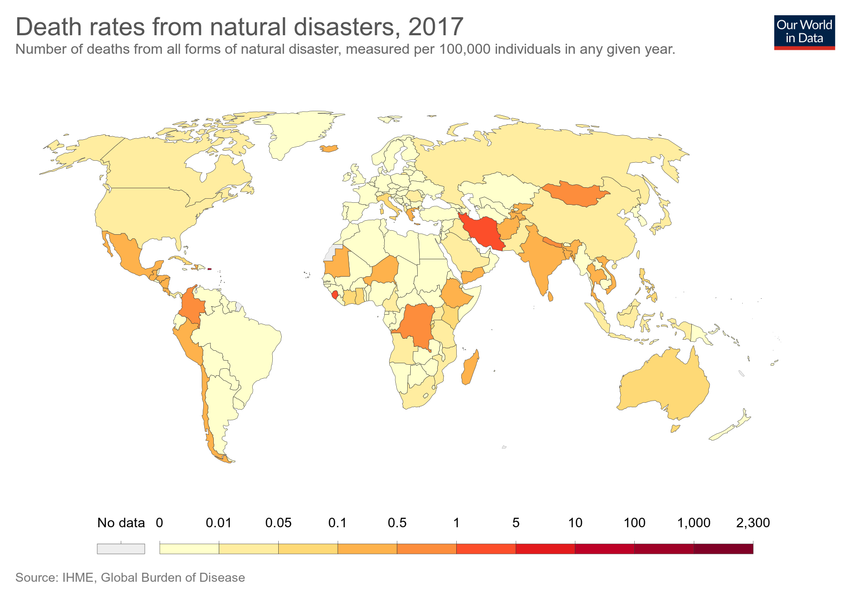 Death rates from natural disasters, 2017
Number of deaths from all forms of natural disaster, measured per 100,000 individuals in any given year.
Our World
in Data
No data 0 0.01 0.05 0.1 0.5 1 5 10 100 1,000 2,300
Source: IHME, Global Burden of Disease